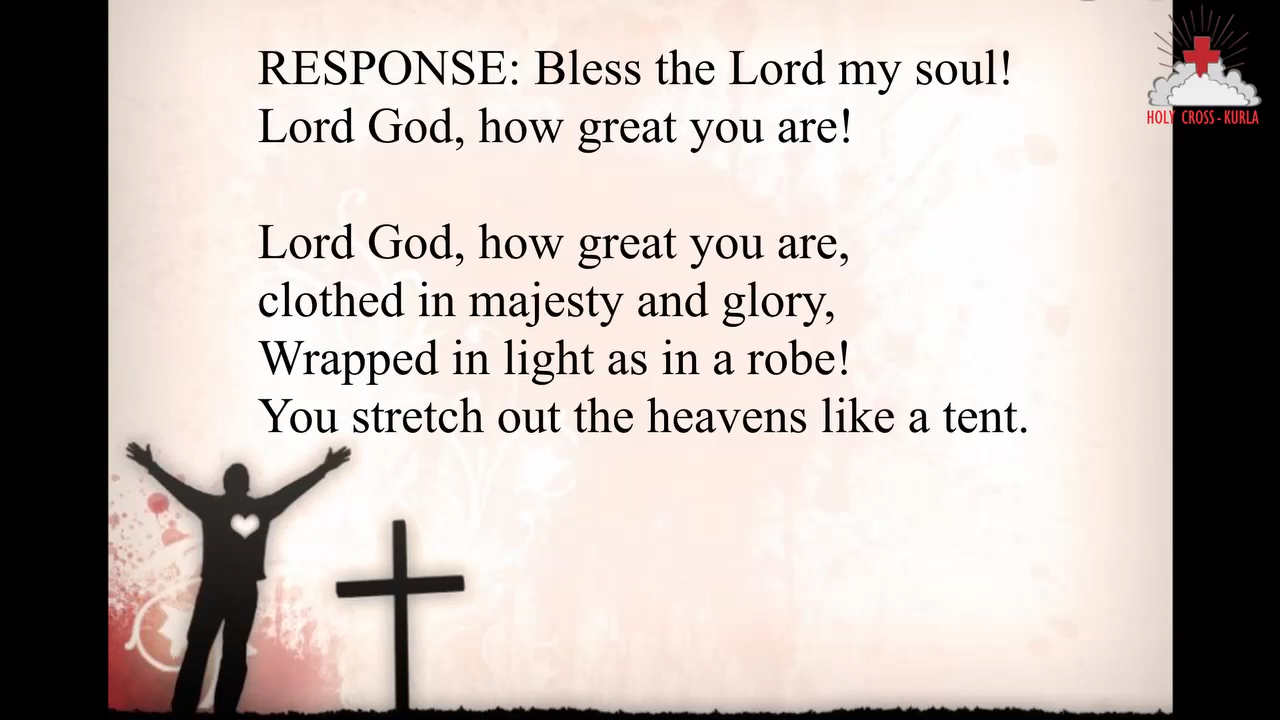 RESPONSE: Bless the Lord my soul!
Lord God, how great you are!
Lord God, how great you are,
clothed in majesty and glory,
Wrapped in light as in a robe!
You stretch out the heavens like a tent.
HOLY CROSS - KURLA